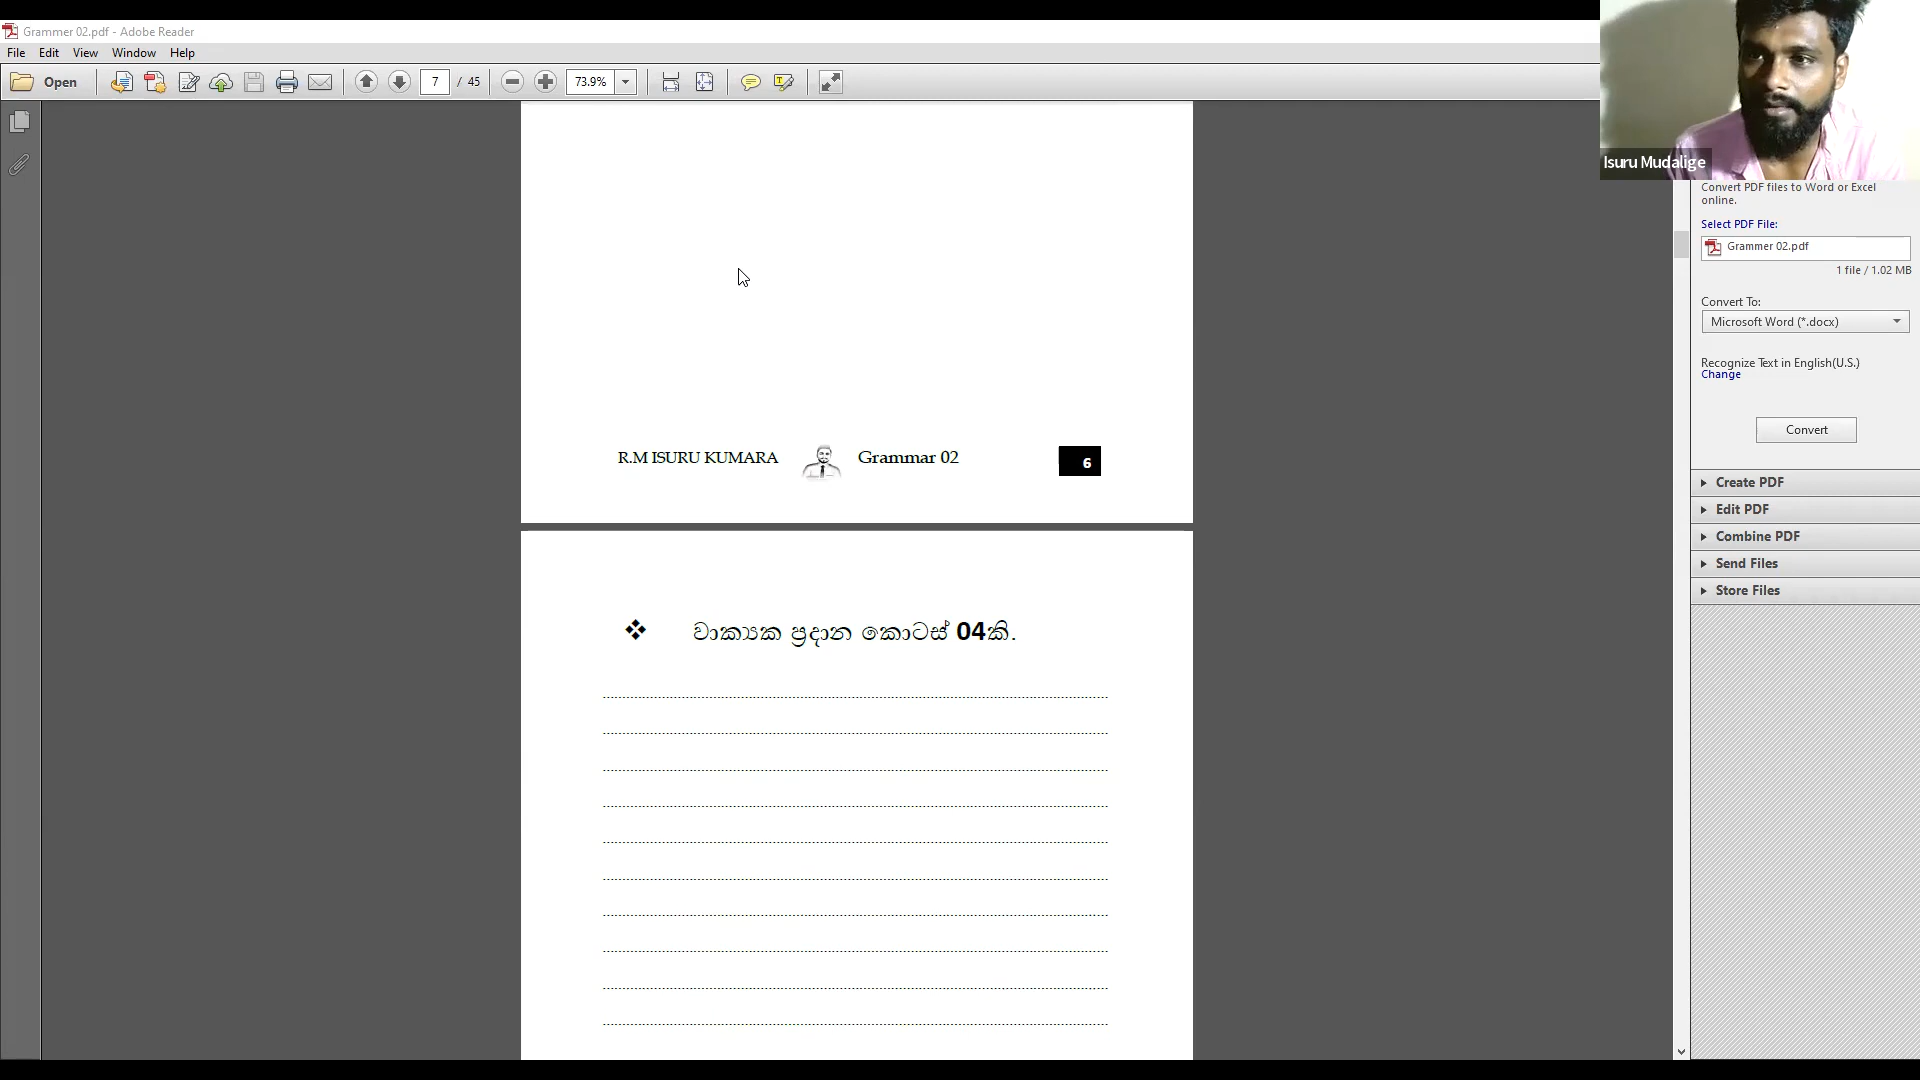 Grammer 02.pdf - Adobe Reader
File Edit View Window Help
Open 7 / 45 73.9%
Isuru Mudalige
Convert PDF files to Word or Excel
online.
Select PDF File:
Grammer 02.pdf
1 file / 1.02 MB
Convert To:
Microsoft Word (*.docx)
Recognize Text in English(U.S.)
Change
Convert
Create PDF
Edit PDF
Combine PDF
Send Files
Store Files
R.M ISURU KUMARA Grammar 02 6
❖ වාක්‍යක ප්‍රදාන කොටස් 04කි.